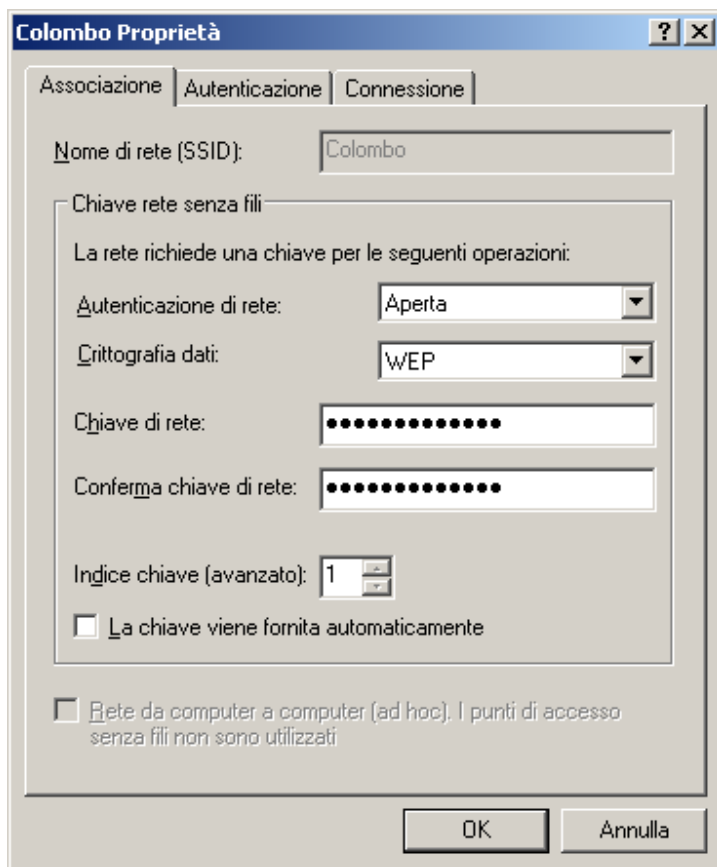 Colombo Proprietà
Associazione Autenticazione Connessione
Nome di rete (SSID): Colombo
Chiave rete senza fili
La rete richiede una chiave per le seguenti operazioni:
Autenticazione di rete: Aperta
Crittografia dati: WEP
Chiave di rete: •••••••••••••
Conferma chiave di rete: •••••••••••••
Indice chiave (avanzato): 1
La chiave viene fornita automaticamente
Rete da computer a computer (ad hoc). I punti di accesso
senza fili non sono utilizzati
OK Annulla